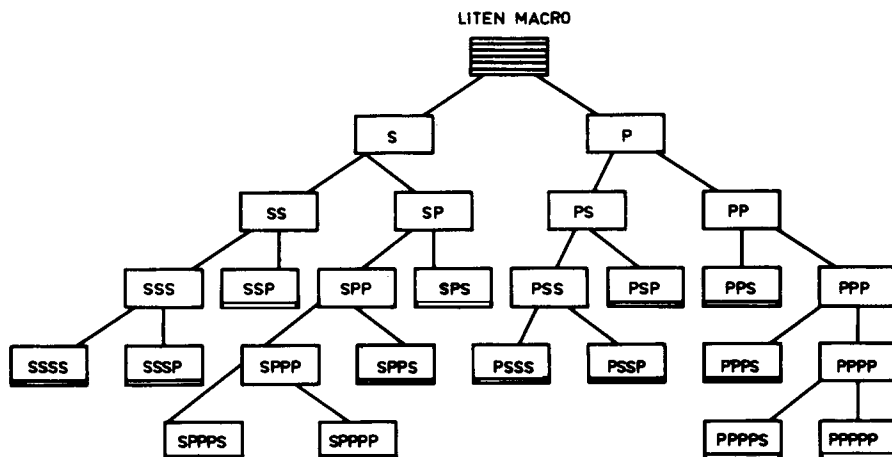 LITEN MACRO
S P
SS SP PS PP
SSS SSP SPP SPS PSS PSP PPS PPP
SSSS SSSP SPPP SPPS PSSS PSSP PPPS PPPP
SPPPS SPPPP PPPPS PPPPP